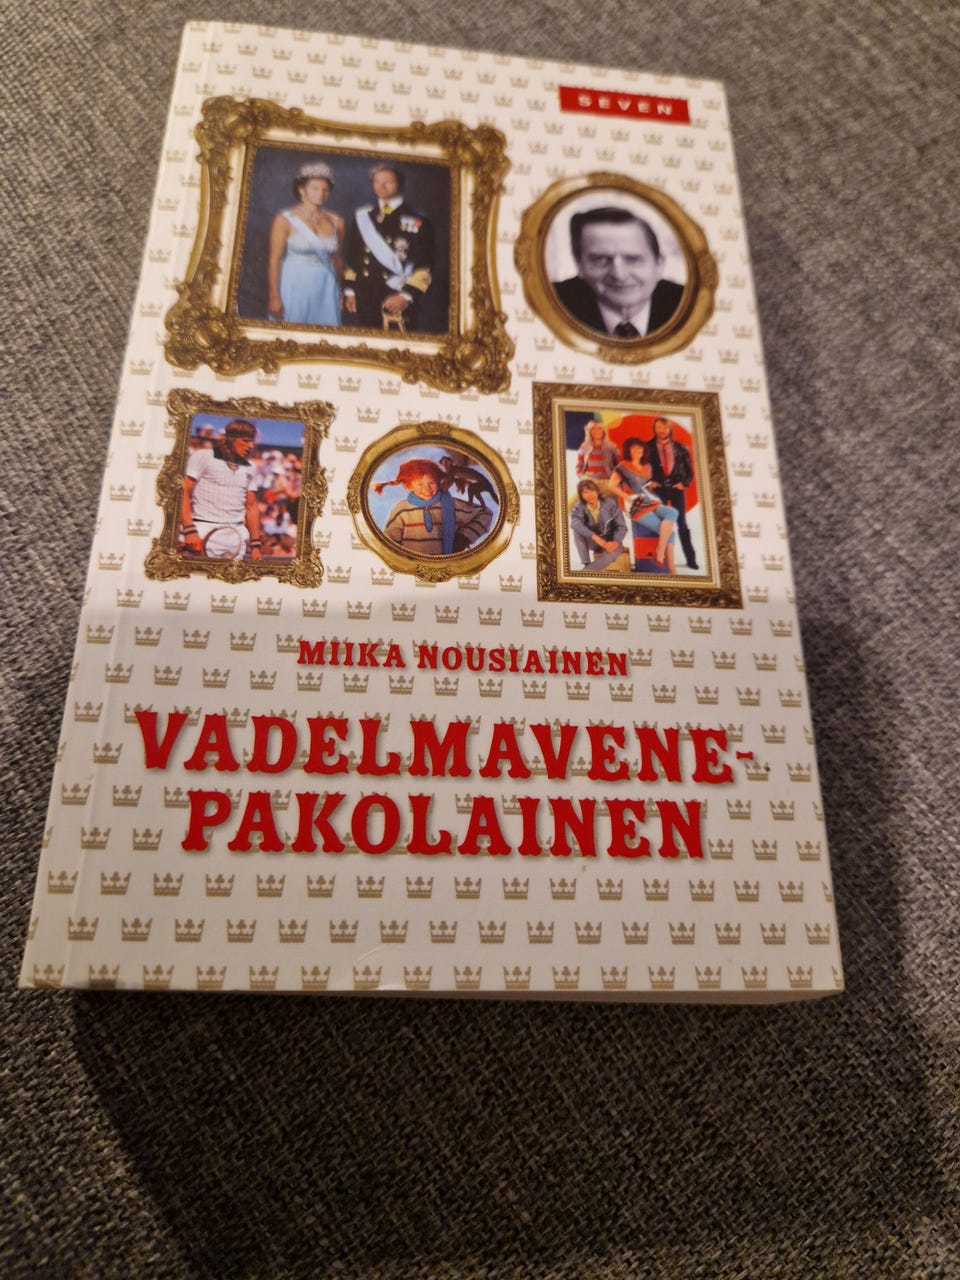 SEVEN
MIIKA NOUSIAINEN
VADELMAVENE-
PAKOLAINEN